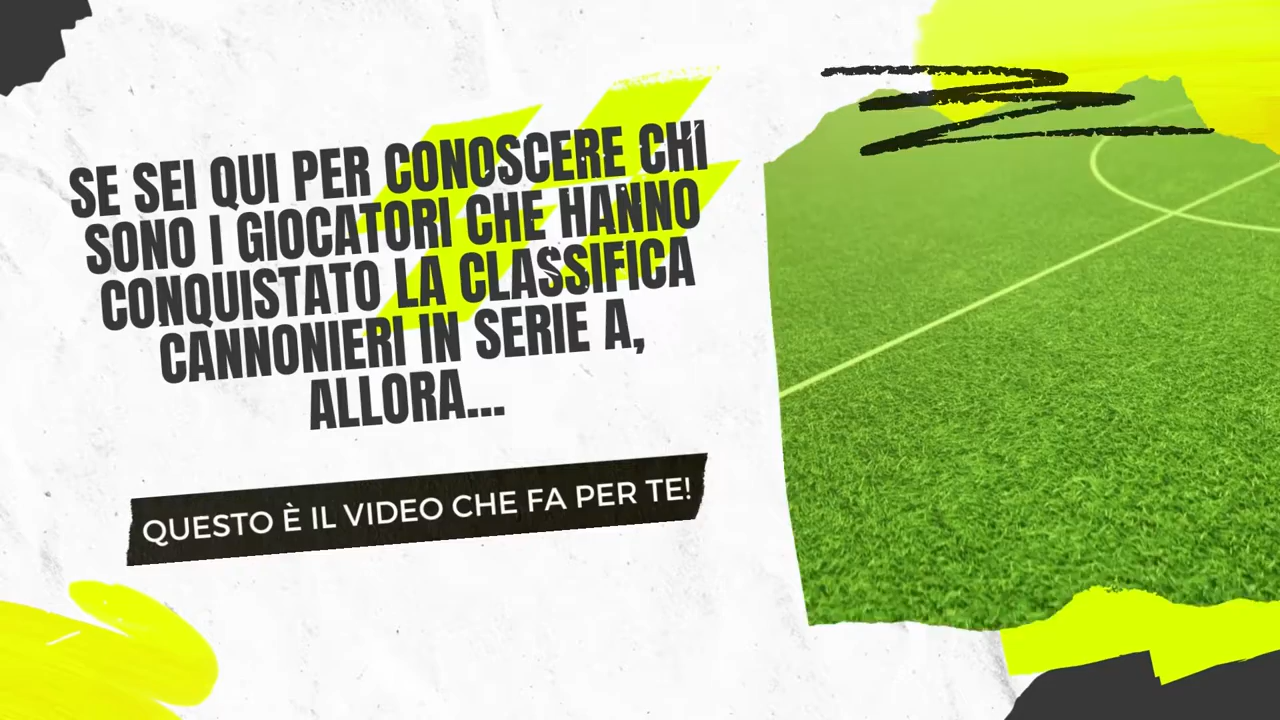 SE SEI QUI PER CONOSCERE CHI
SONO I GIOCATORI CHE HANNO
CONQUISTATO LA CLASSIFICA
CANNONIERI IN SERIE A,
ALLORA...
QUESTO È IL VIDEO CHE FA PER TE!